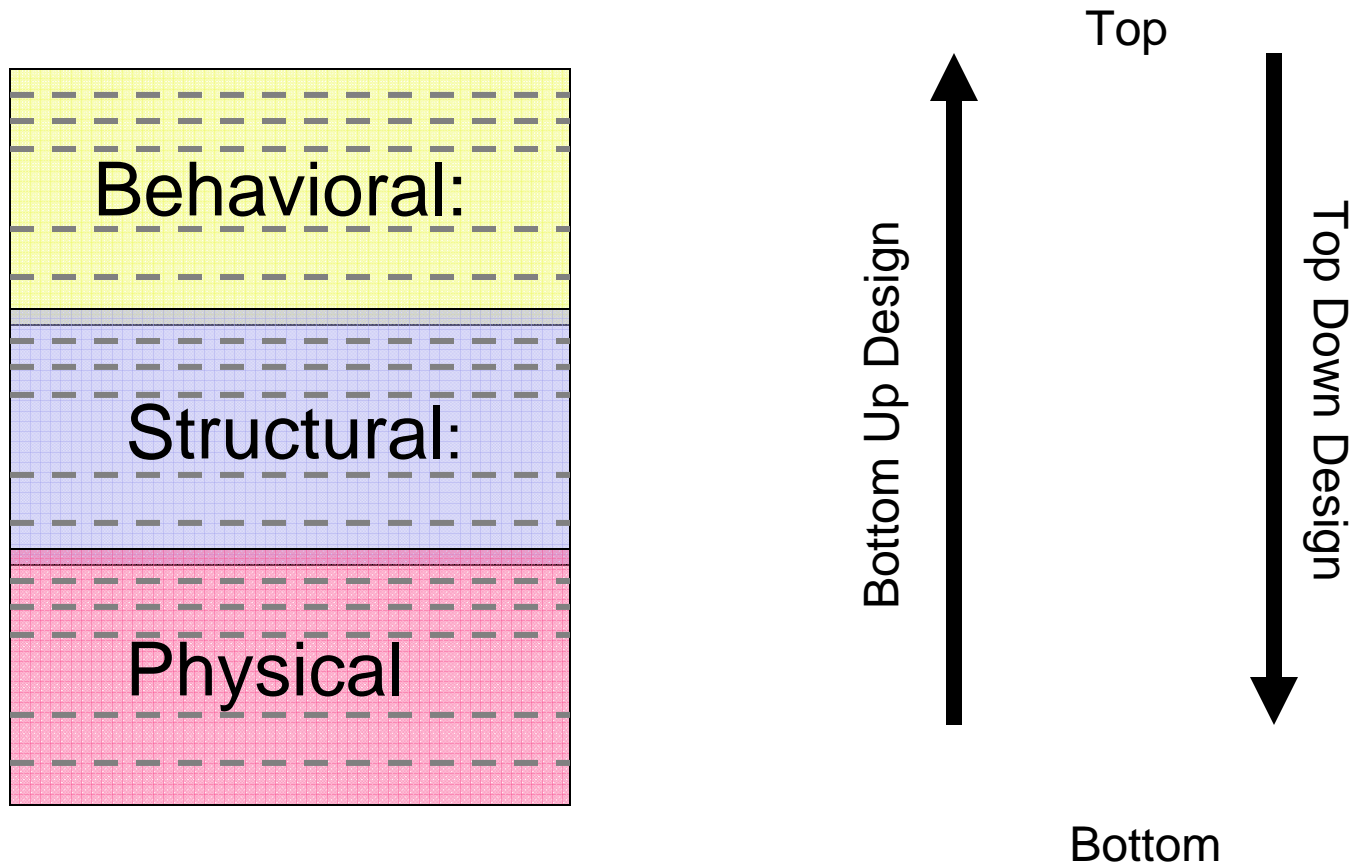 Top
Behavioral:
Structural:
Physical
Bottom Up Design
Top Down Design
Bottom